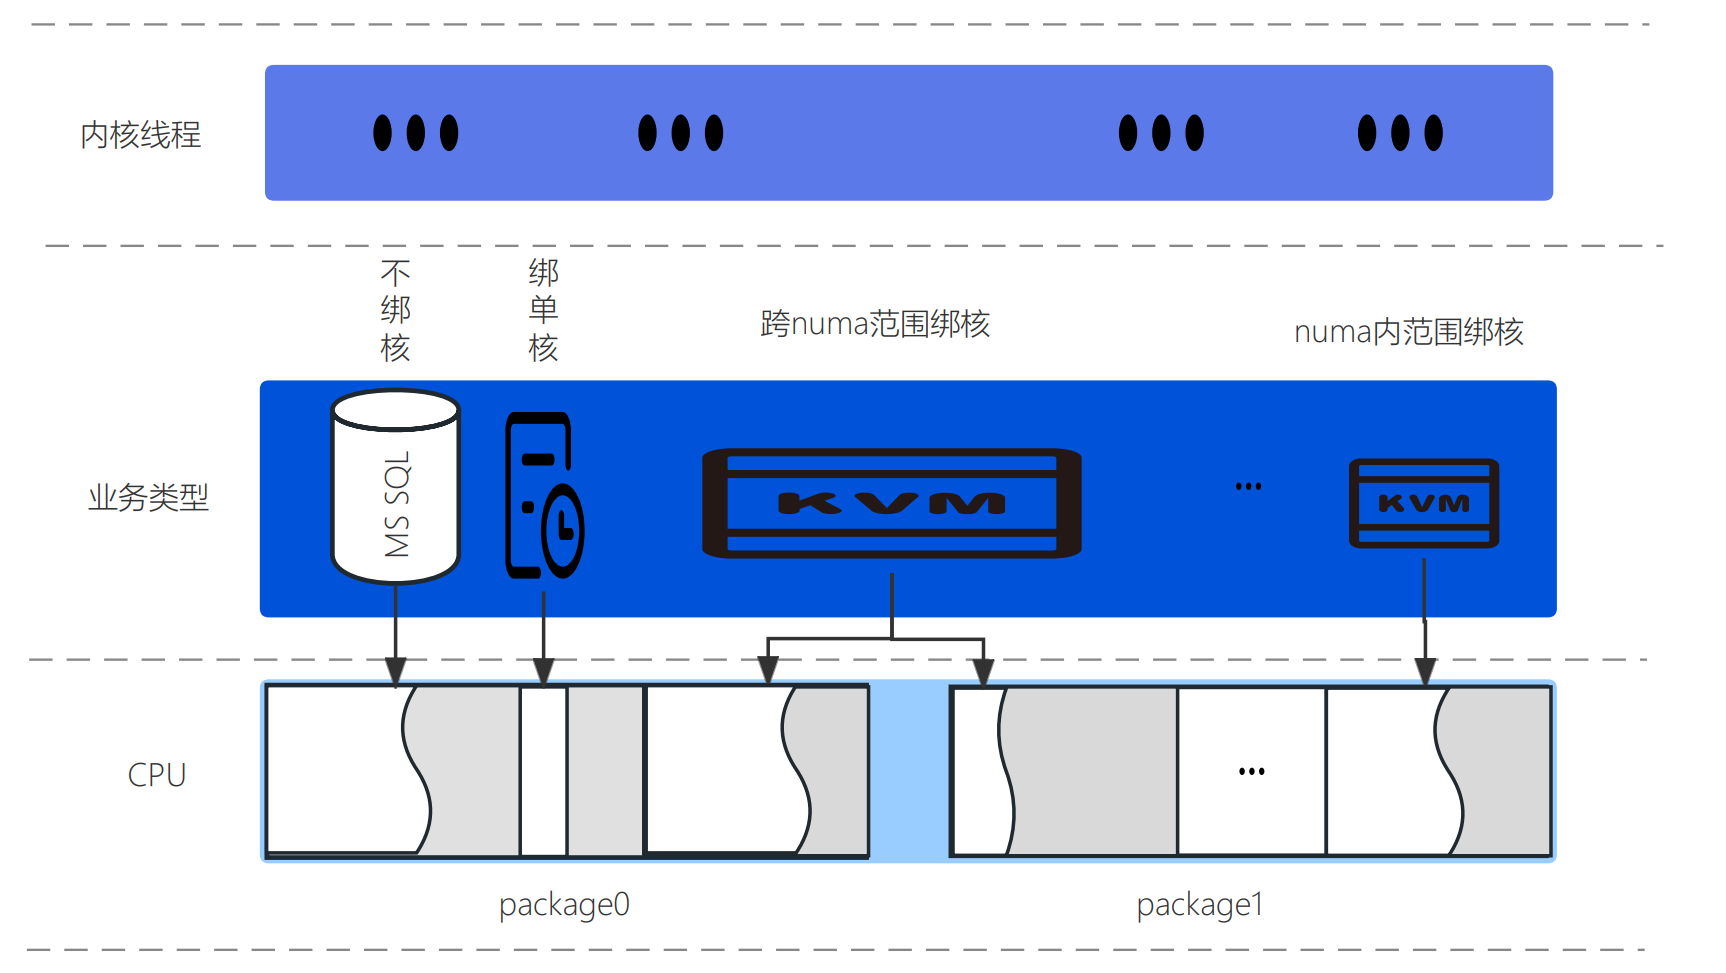 内核线程
不绑核
绑单核
跨numa范围绑核
numa内范围绑核
业务类型
MS SQL
KVM
...
KVM
CPU
...
package0
package1